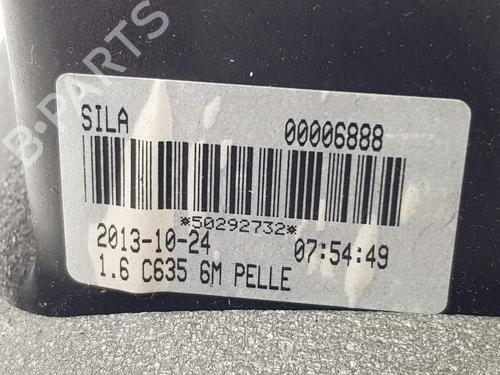 B-PARTS
SILA 00006888
*50292732*
2013-10-24 07:54:49
1.6 C635 6M PELLE